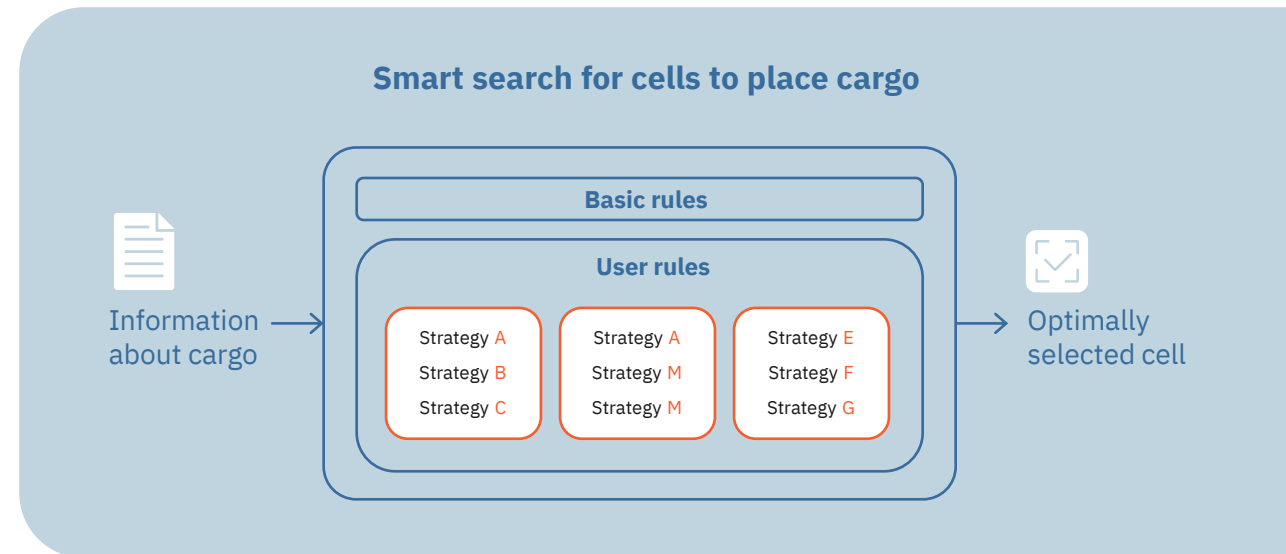 Smart search for cells to place cargo
Basic rules
User rules
Information
about cargo
Strategy A
Strategy B
Strategy C
Strategy A
Strategy M
Strategy M
Strategy E
Strategy F
Strategy G
Optimally
selected cell